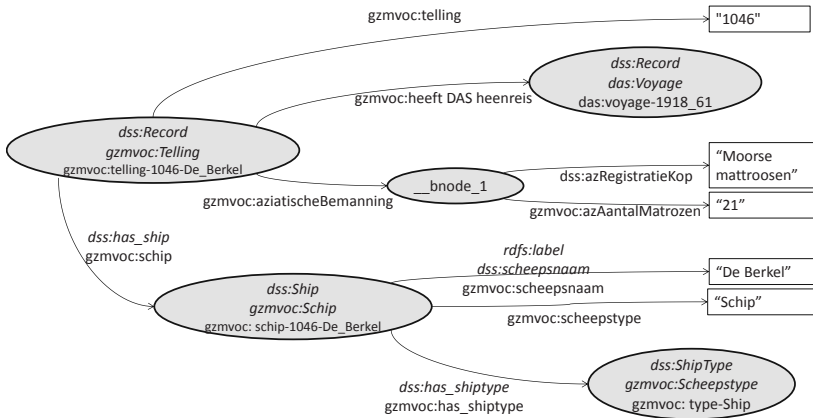 gzmvoc:telling
"1046"
dss:Record
das:Voyage
das:voyage-1918_61
gzmvoc:heeft DAS heenreis
dss:Record
gzmvoc:Telling
gzmvoc:telling-1046-De_Berkel
__bnode_1
gzmvoc:aziatischeBemanning
dss:azRegistratieKop
“Moorse
mattroosen”
gzmvoc:azAantalMatrozen
“21”
dss:has_ship
gzmvoc:schip
rdfs:label
dss:scheepsnaam
gzmvoc:scheepsnaam
“De Berkel”
dss:Ship
gzmvoc:Schip
gzmvoc: schip-1046-De_Berkel
gzmvoc:scheepstype
“Schip”
dss:has_shiptype
gzmvoc:has_shiptype
dss:ShipType
gzmvoc:Scheepstype
gzmvoc: type-Ship